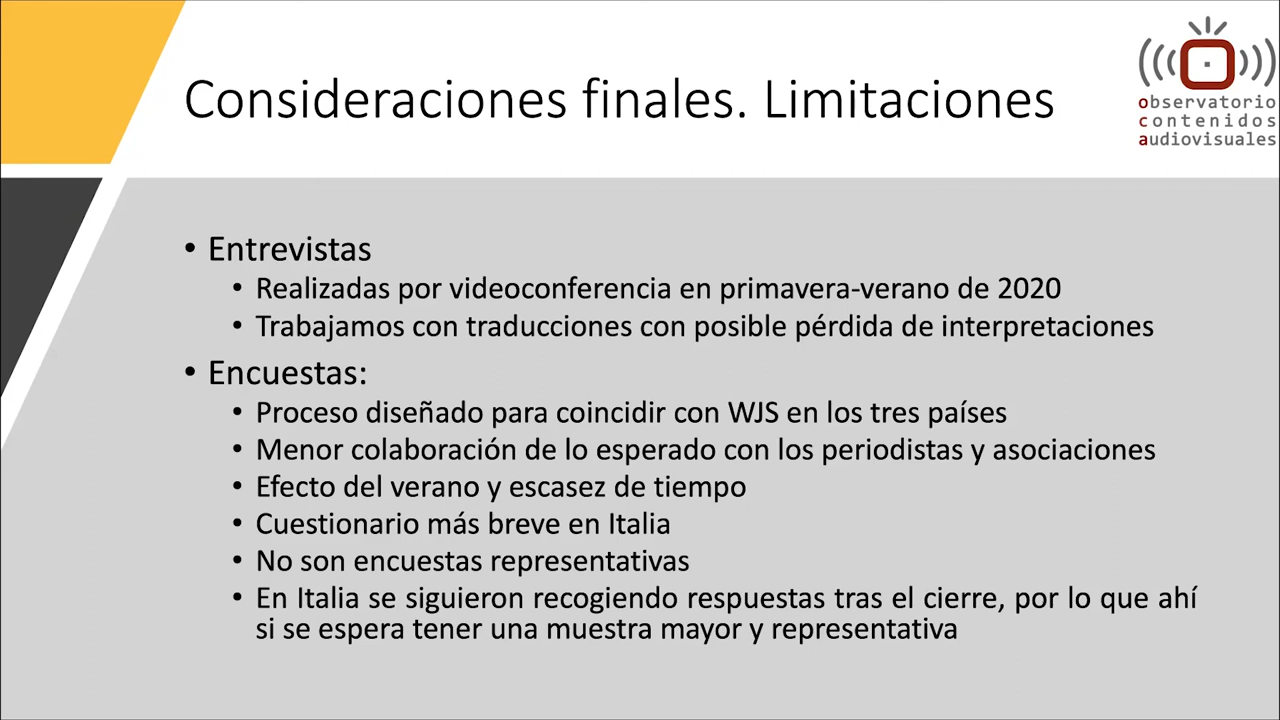 Consideraciones finales. Limitaciones
observatorio
contenidos
audiovisuales
• Entrevistas
• Realizadas por videoconferencia en primavera-verano de 2020
• Trabajamos con traducciones con posible pérdida de interpretaciones
• Encuestas:
• Proceso diseñado para coincidir con WJS en los tres países
• Menor colaboración de lo esperado con los periodistas y asociaciones
• Efecto del verano y escasez de tiempo
• Cuestionario más breve en Italia
• No son encuestas representativas
• En Italia se siguieron recogiendo respuestas tras el cierre, por lo que ahí
si se espera tener una muestra mayor y representativa